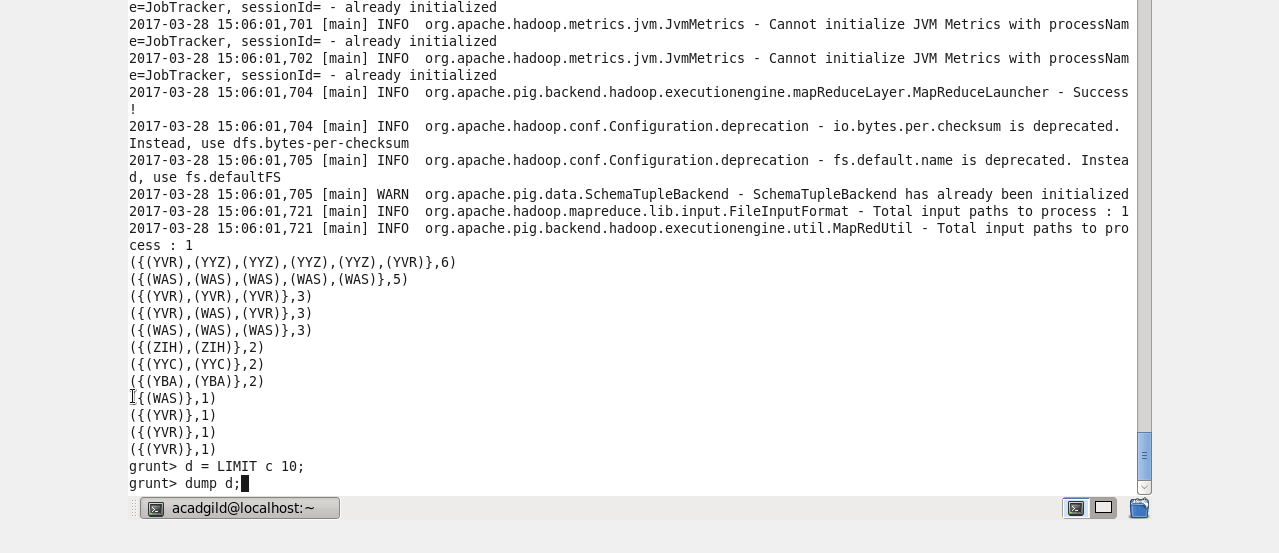 e=JobTracker, sessionId= - already initialized
2017-03-28 15:06:01,701 [main] INFO  org.apache.hadoop.metrics.jvm.JvmMetrics - Cannot initialize JVM Metrics with processNam
e=JobTracker, sessionId= - already initialized
2017-03-28 15:06:01,702 [main] INFO  org.apache.hadoop.metrics.jvm.JvmMetrics - Cannot initialize JVM Metrics with processNam
e=JobTracker, sessionId= - already initialized
2017-03-28 15:06:01,704 [main] INFO  org.apache.pig.backend.hadoop.executionengine.mapReduceLayer.MapReduceLauncher - Success
!
2017-03-28 15:06:01,704 [main] INFO  org.apache.hadoop.conf.Configuration.deprecation - io.bytes.per.checksum is deprecated.
Instead, use dfs.bytes-per-checksum
2017-03-28 15:06:01,705 [main] INFO  org.apache.hadoop.conf.Configuration.deprecation - fs.default.name is deprecated. Instea
d, use fs.defaultFS
2017-03-28 15:06:01,705 [main] WARN  org.apache.pig.data.SchemaTupleBackend - SchemaTupleBackend has already been initialized
2017-03-28 15:06:01,721 [main] INFO  org.apache.hadoop.mapreduce.lib.input.FileInputFormat - Total input paths to process : 1
2017-03-28 15:06:01,721 [main] INFO  org.apache.pig.backend.hadoop.executionengine.util.MapRedUtil - Total input paths to pro
cess : 1
({(YVR),(YYZ),(YYZ),(YYZ),(YYZ),(YVR)},6)
({(WAS),(WAS),(WAS),(WAS),(WAS)},5)
({(YVR),(YVR),(YVR)},3)
({(YVR),(WAS),(YVR)},3)
({(WAS),(WAS),(WAS)},3)
({(ZIH),(ZIH)},2)
({(YYC),(YYC)},2)
({(YBA),(YBA)},2)
({(WAS)},1)
({(YVR)},1)
({(YVR)},1)
({(YVR)},1)
grunt> d = LIMIT c 10;
grunt> dump d;
acadgild@localhost:~